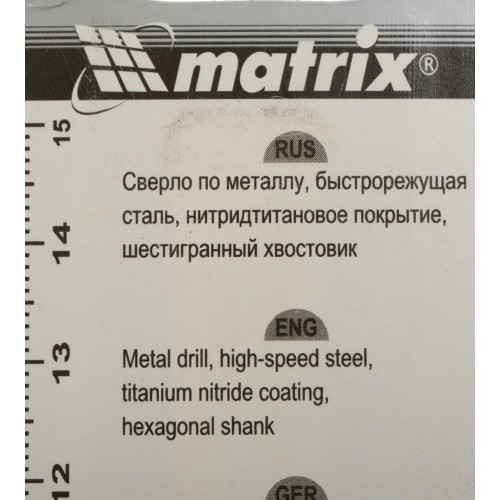 matrix®
15
RUS
Сверло по металлу, быстрорежущая
сталь, нитридтитановое покрытие,
шестигранный хвостовик
14
ENG
13
Metal drill, high-speed steel,
titanium nitride coating,
hexagonal shank
12
GER